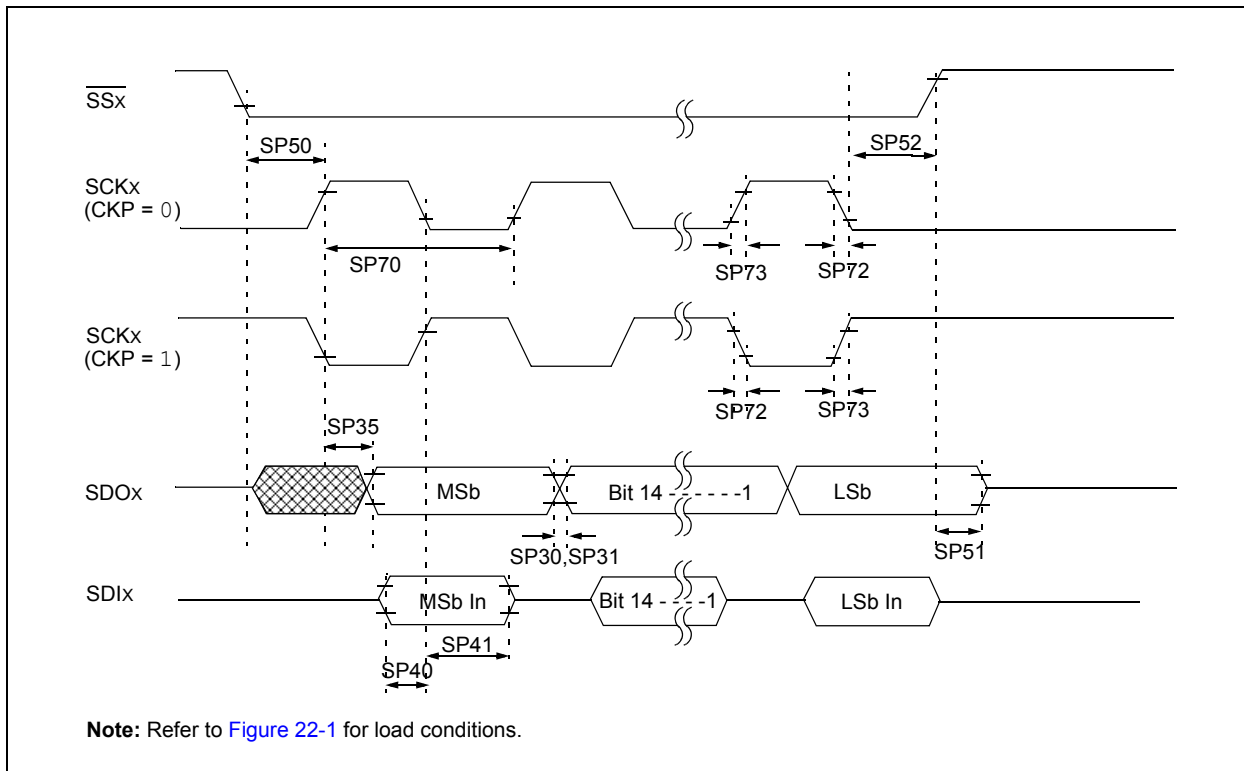 SSx
SP50
SP52
SCKx
(CKP = 0)
SP70
SP73
SP72
SCKx
(CKP = 1)
SP72
SP73
SP35
SDOx
MSb
Bit 14 - - - - - - -1
LSb
SP30,SP31
SP51
SDIx
MSb In
Bit 14 - - - - -1
LSb In
SP41
SP40
Note: Refer to Figure 22-1 for load conditions.